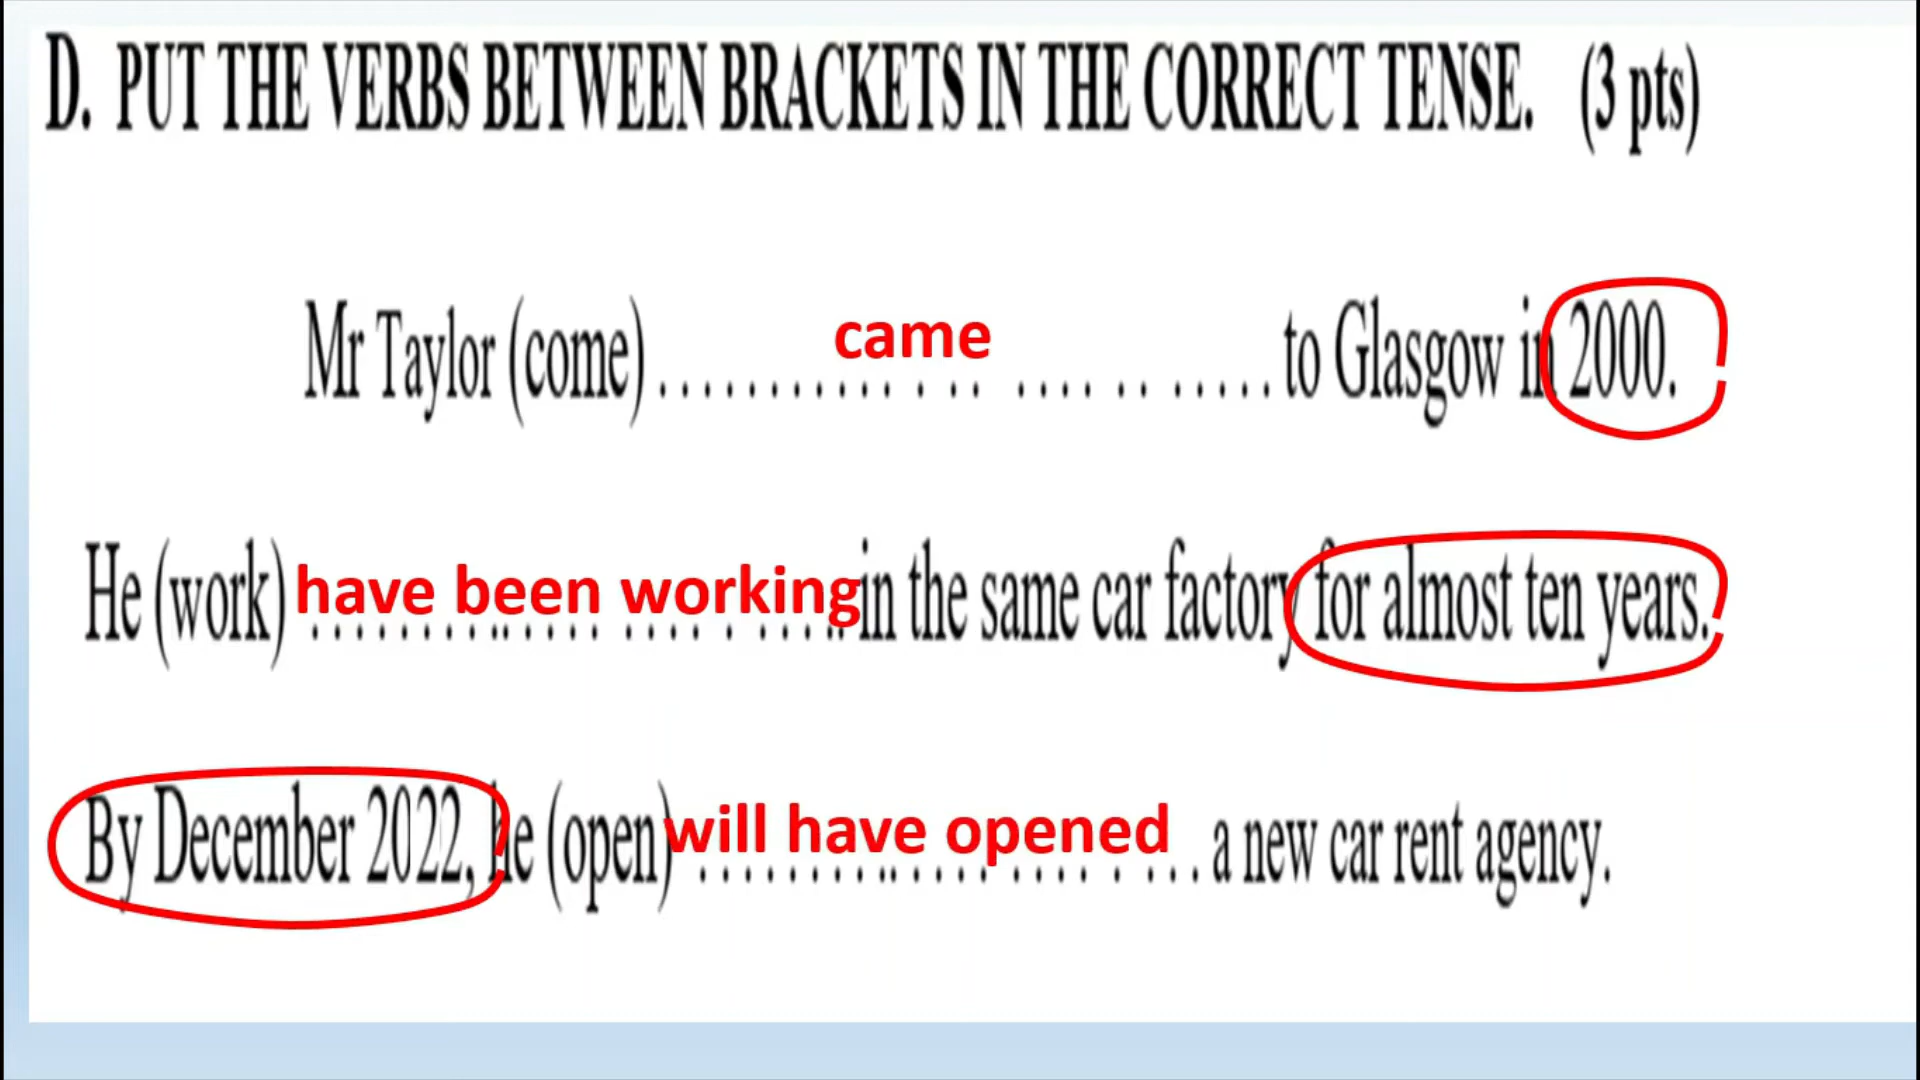 D. PUT THE VERBS BETWEEN BRACKETS IN THE CORRECT TENSE. (3 pts)
Mr Taylor (come) .......... came .......... to Glasgow in 2000.
He (work) have been working in the same car factory for almost ten years.
By December 2022, he (open) will have opened a new car rent agency.